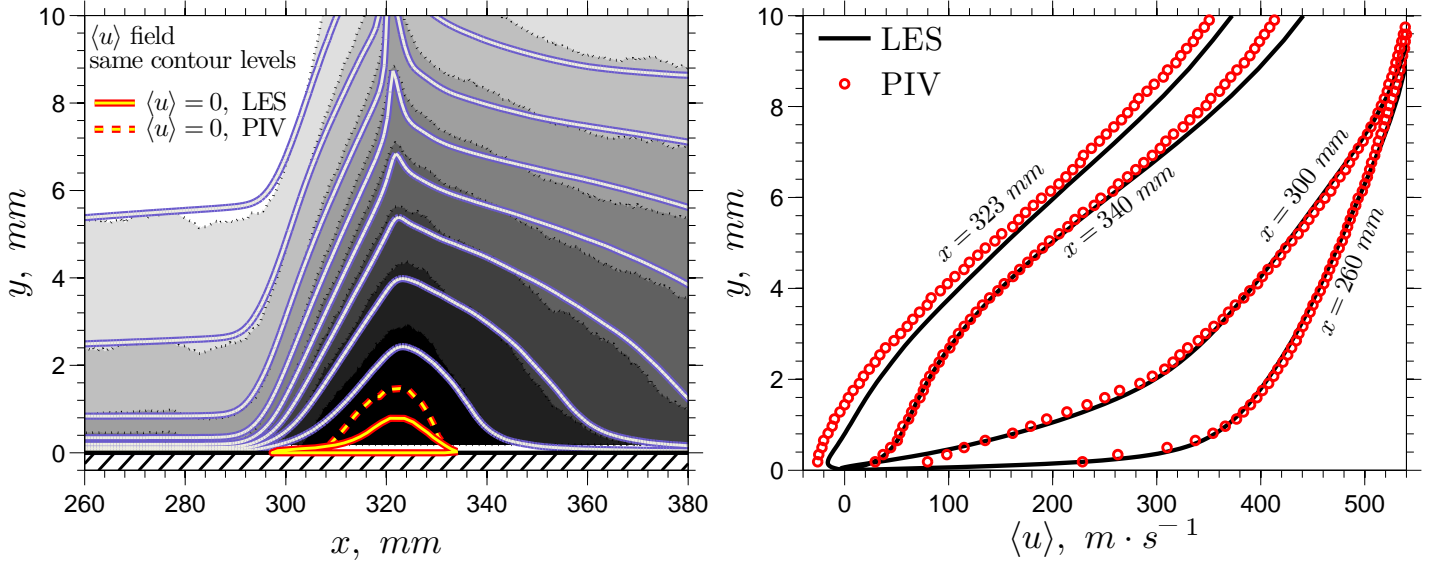 ⟨u⟩ field
same contour levels
⟨u⟩ = 0, LES
⟨u⟩ = 0, PIV
10
8
6
4
2
0
y, mm
260 280 300 320 340 360 380
x, mm
LES
PIV
x = 323 mm
x = 340 mm
x = 300 mm
x = 260 mm
10
8
6
4
2
0
y, mm
0 100 200 300 400 500
⟨u⟩, m · s⁻¹